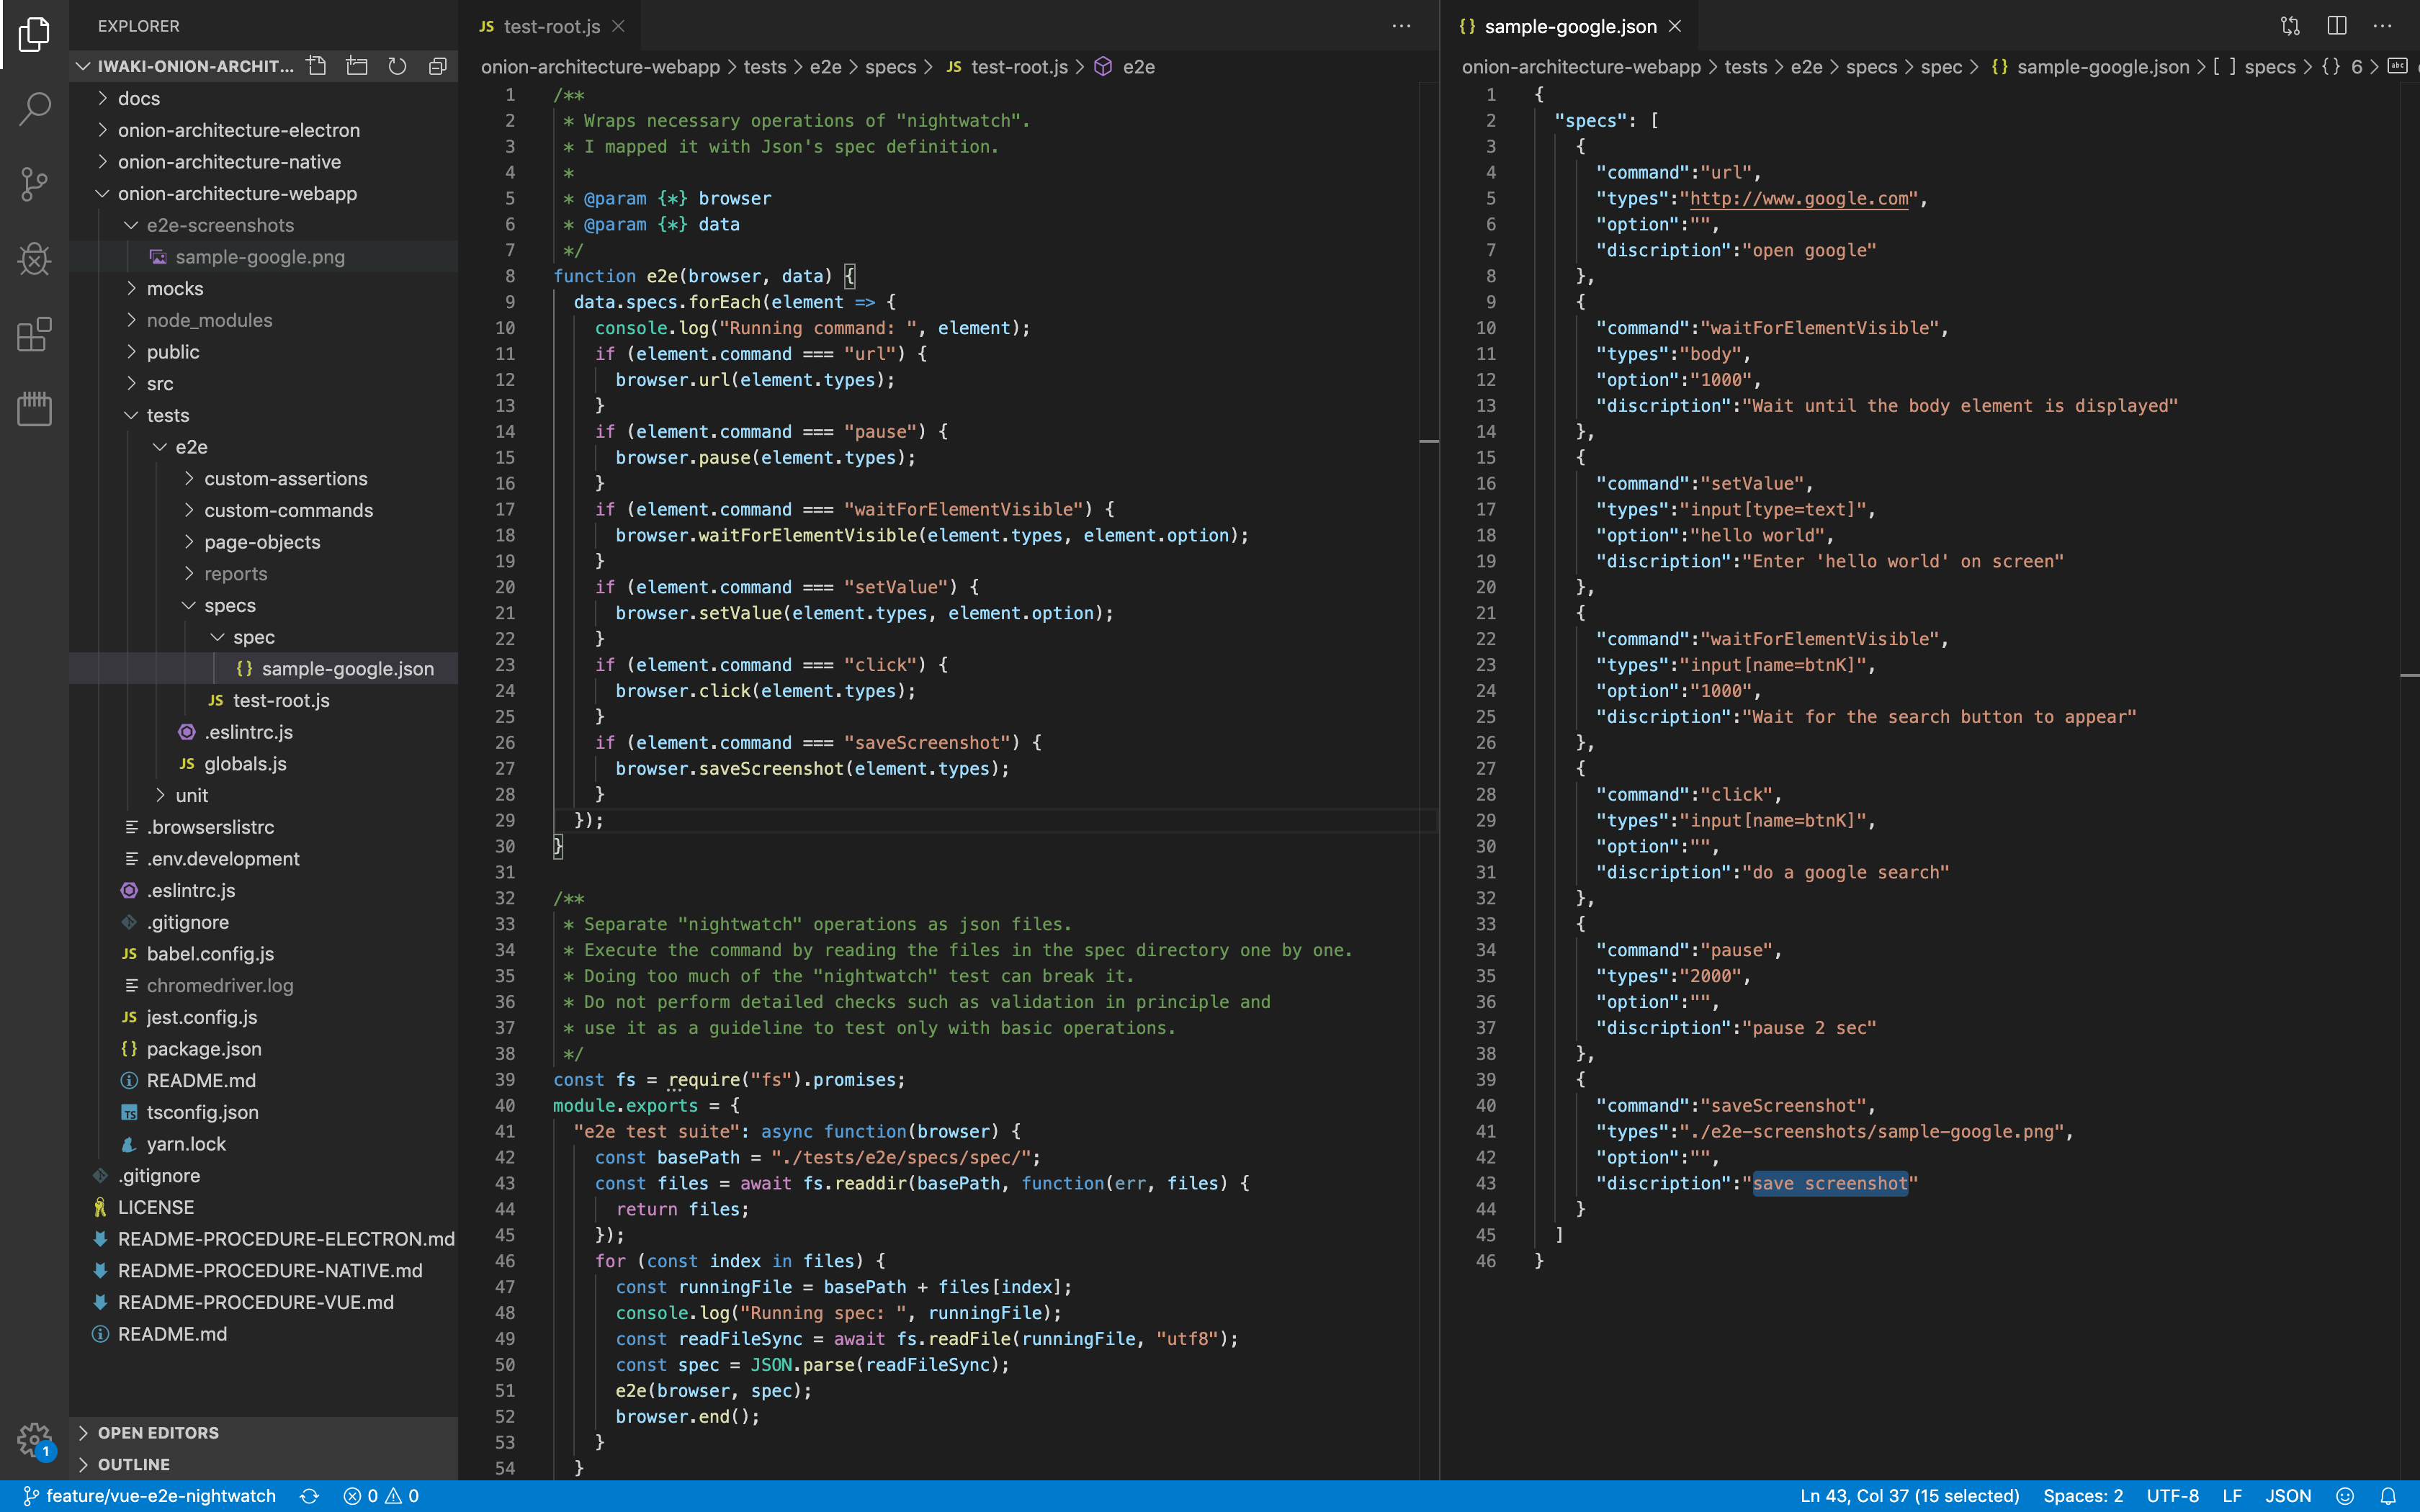 EXPLORER
IWAKI-ONION-ARCHIT...
docs
onion-architecture-electron
onion-architecture-native
onion-architecture-webapp
e2e-screenshots
sample-google.png
mocks
node_modules
public
src
tests
e2e
custom-assertions
custom-commands
page-objects
reports
specs
spec
{} sample-google.json
JS test-root.js
.eslintrc.js
JS globals.js
unit
.browserslistrc
.env.development
.eslintrc.js
.gitignore
JS babel.config.js
chromedriver.log
JS jest.config.js
{} package.json
README.md
TS tsconfig.json
yarn.lock
.gitignore
LICENSE
README-PROCEDURE-ELECTRON.md
README-PROCEDURE-NATIVE.md
README-PROCEDURE-VUE.md
README.md
OPEN EDITORS
OUTLINE
1
JS test-root.js
onion-architecture-webapp > tests > e2e > specs > JS test-root.js > e2e
1 /**
2 * Wraps necessary operations of "nightwatch".
3 * I mapped it with Json's spec definition.
4 *
5 * @param {*} browser
6 * @param {*} data
7 */
8 function e2e(browser, data) {
9 data.specs.forEach(element => {
10 console.log("Running command: ", element);
11 if (element.command === "url") {
12 browser.url(element.types);
13 }
14 if (element.command === "pause") {
15 browser.pause(element.types);
16 }
17 if (element.command === "waitForElementVisible") {
18 browser.waitForElementVisible(element.types, element.option);
19 }
20 if (element.command === "setValue") {
21 browser.setValue(element.types, element.option);
22 }
23 if (element.command === "click") {
24 browser.click(element.types);
25 }
26 if (element.command === "saveScreenshot") {
27 browser.saveScreenshot(element.types);
28 }
29 });
30 }
31
32 /**
33 * Separate "nightwatch" operations as json files.
34 * Execute the command by reading the files in the spec directory one by one.
35 * Doing too much of the "nightwatch" test can break it.
36 * Do not perform detailed checks such as validation in principle and
37 * use it as a guideline to test only with basic operations.
38 */
39 const fs = require("fs").promises;
40 module.exports = {
41 "e2e test suite": async function(browser) {
42 const basePath = "./tests/e2e/specs/spec/";
43 const files = await fs.readdir(basePath, function(err, files) {
44 return files;
45 });
46 for (const index in files) {
47 const runningFile = basePath + files[index];
48 console.log("Running spec: ", runningFile);
49 const readFileSync = await fs.readFile(runningFile, "utf8");
50 const spec = JSON.parse(readFileSync);
51 e2e(browser, spec);
52 browser.end();
53 }
54 }
{} sample-google.json
onion-architecture-webapp > tests > e2e > specs > spec > {} sample-google.json > [ ] specs > {} 6 > abc
1 {
2 "specs": [
3 {
4 "command":"url",
5 "types":"http://www.google.com",
6 "option":"",
7 "discription":"open google"
8 },
9 {
10 "command":"waitForElementVisible",
11 "types":"body",
12 "option":"1000",
13 "discription":"Wait until the body element is displayed"
14 },
15 {
16 "command":"setValue",
17 "types":"input[type=text]",
18 "option":"hello world",
19 "discription":"Enter 'hello world' on screen"
20 },
21 {
22 "command":"waitForElementVisible",
23 "types":"input[name=btnK]",
24 "option":"1000",
25 "discription":"Wait for the search button to appear"
26 },
27 {
28 "command":"click",
29 "types":"input[name=btnK]",
30 "option":"",
31 "discription":"do a google search"
32 },
33 {
34 "command":"pause",
35 "types":"2000",
36 "option":"",
37 "discription":"pause 2 sec"
38 },
39 {
40 "command":"saveScreenshot",
41 "types":"./e2e-screenshots/sample-google.png",
42 "option":"",
43 "discription":"save screenshot"
44 }
45 ]
46 }
feature/vue-e2e-nightwatch 0 0 Ln 43, Col 37 (15 selected) Spaces: 2 UTF-8 LF JSON